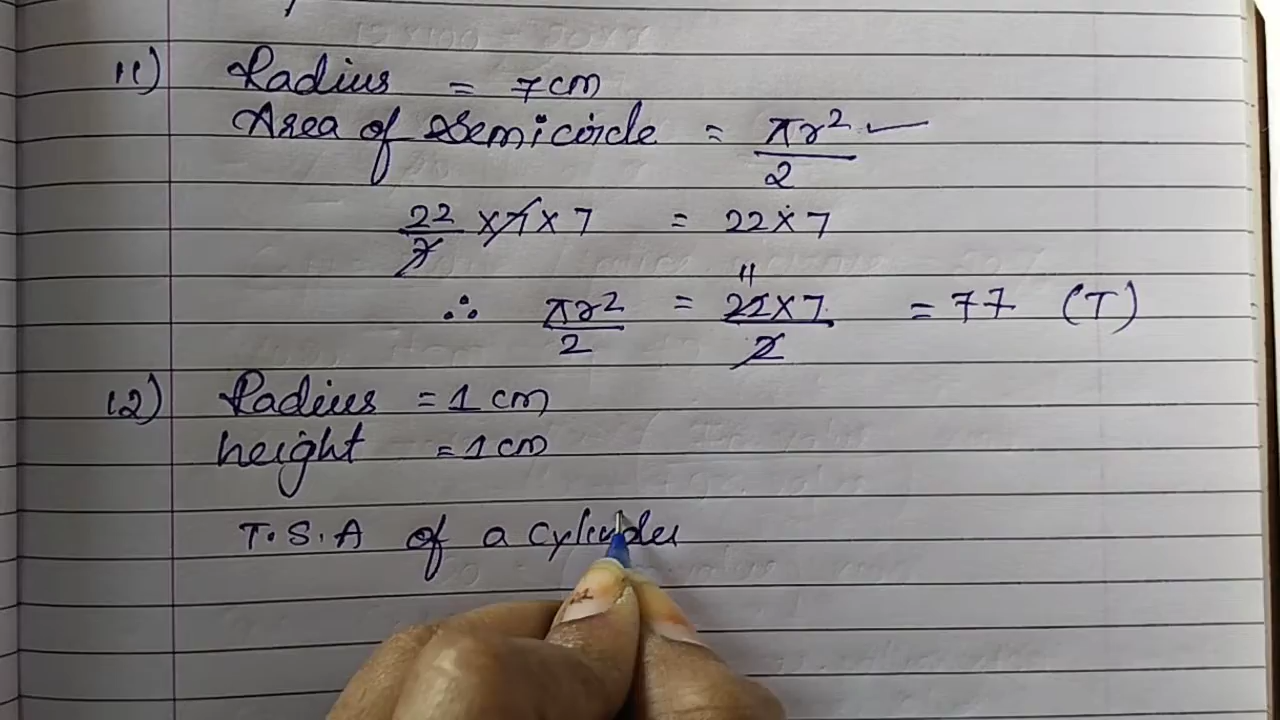 11) Radius = 7cm
Area of Semicircle = πr²/2
22/7 × 7 × 7 = 22 × 7
11
∴ πr²/2 = 22×7/2 = 77 (T)
12) Radius = 1 cm
height = 1 cm
T.S.A of a Cylinder